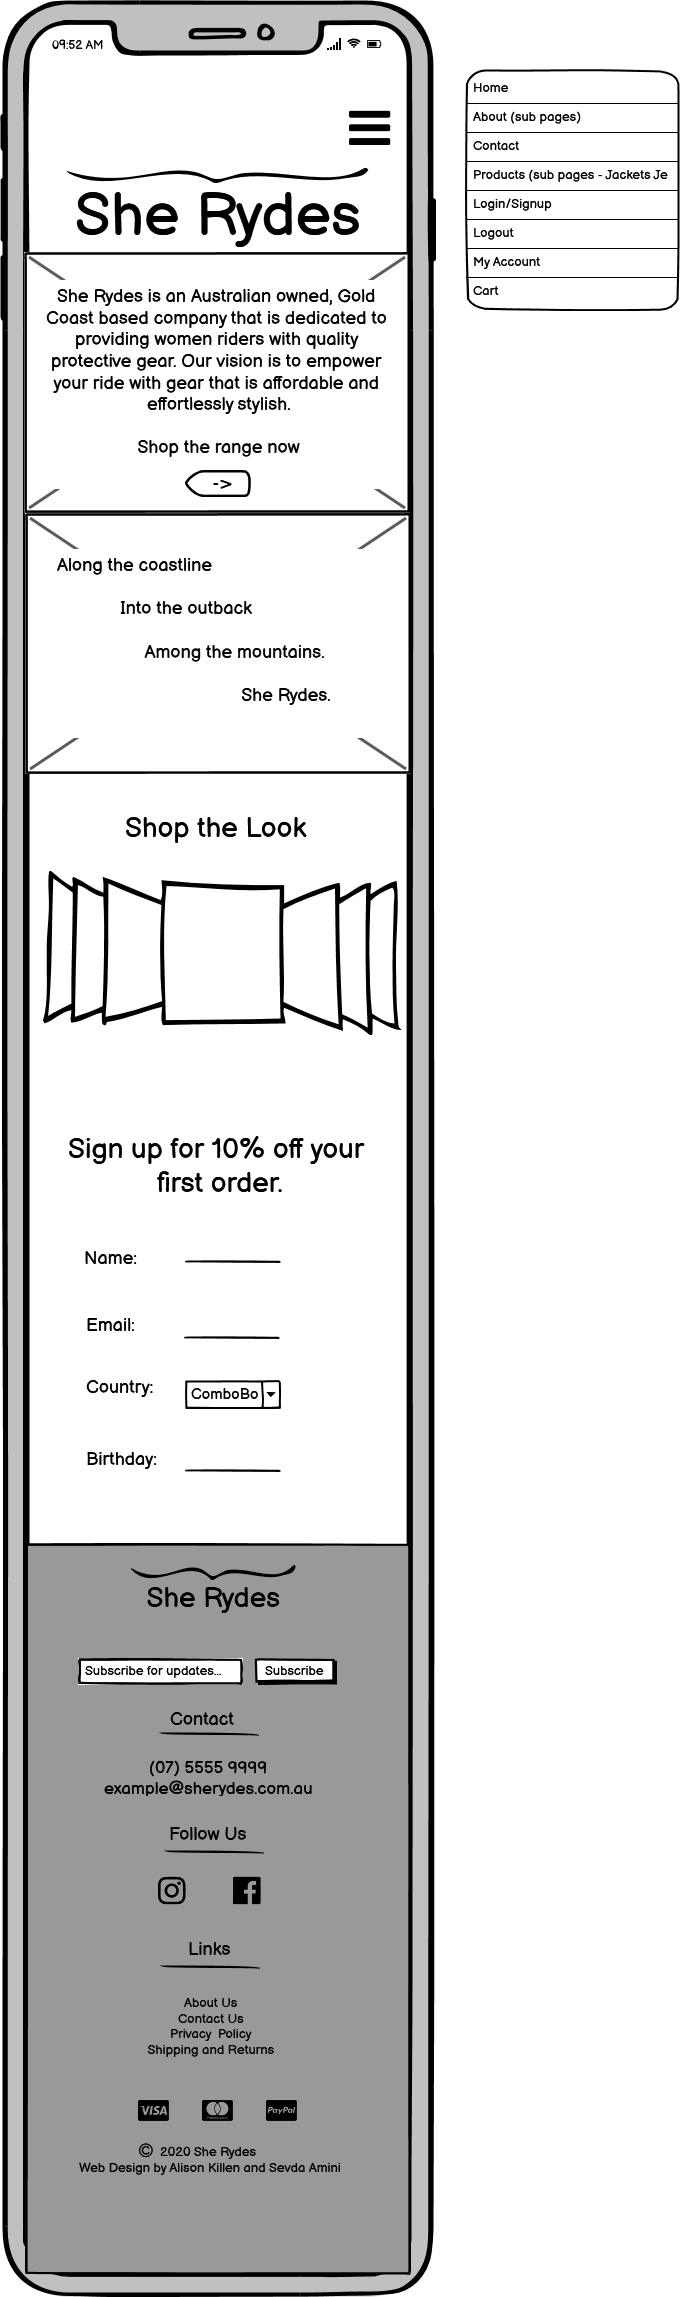 09:52 AM
She Rydes
She Rydes is an Australian owned, Gold
Coast based company that is dedicated to
providing women riders with quality
protective gear. Our vision is to empower
your ride with gear that is affordable and
effortlessly stylish.
Shop the range now
->
Along the coastline
Into the outback
Among the mountains.
She Rydes.
Shop the Look
Sign up for 10% off your
first order.
Name:
Email:
Country:
ComboBo
Birthday:
She Rydes
Subscribe for updates...
Subscribe
Contact
(07) 5555 9999
example@sherydes.com.au
Follow Us
Links
About Us
Contact Us
Privacy  Policy
Shipping and Returns
VISA
PayPal
© 2020 She Rydes
Web Design by Alison Killen and Sevda Amini
Home
About (sub pages)
Contact
Products (sub pages - Jackets Je
Login/Signup
Logout
My Account
Cart